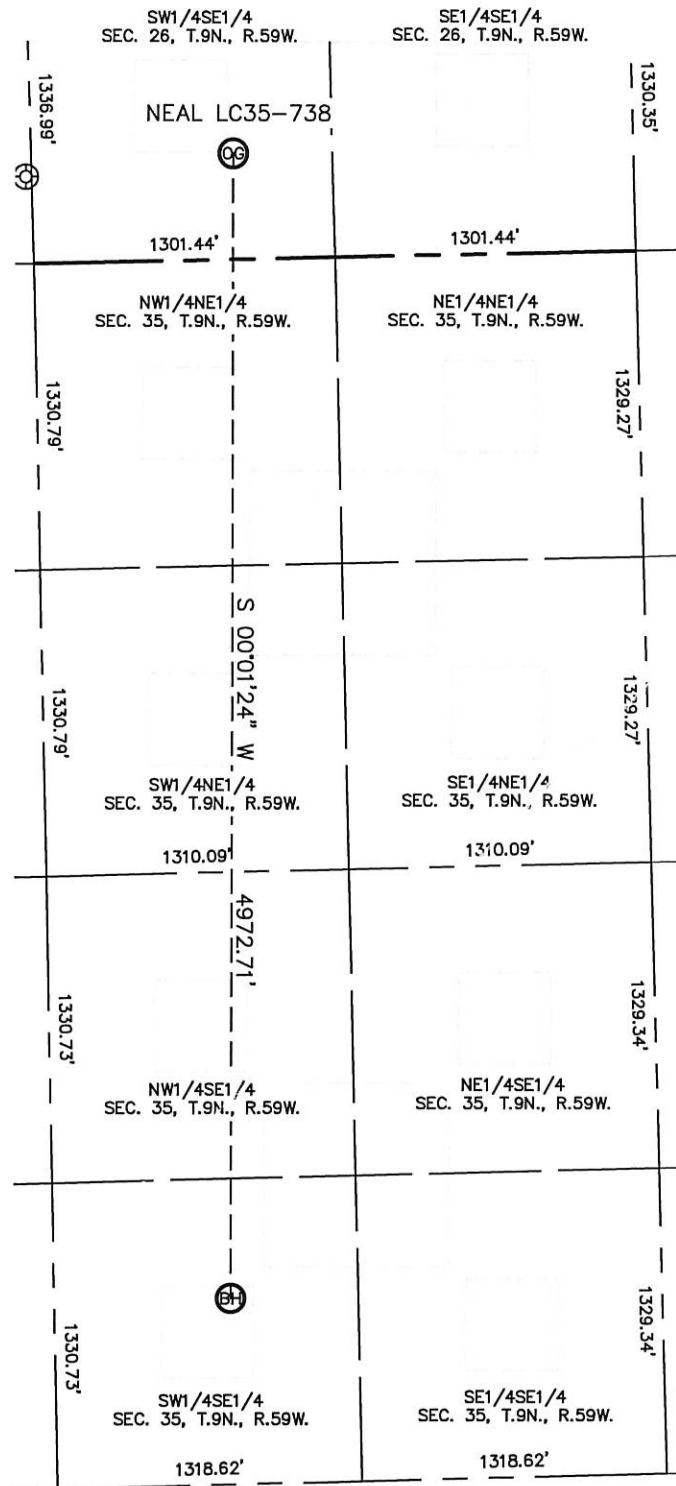 SW1/4SE1/4
SEC. 26, T.9N., R.59W.
SE1/4SE1/4
SEC. 26, T.9N., R.59W.
1336.99'
1330.35'
NEAL LC35-738
OG
1301.44'
1301.44'
NW1/4NE1/4
SEC. 35, T.9N., R.59W.
NE1/4NE1/4
SEC. 35, T.9N., R.59W.
1330.79'
1329.27'
S 00°01'24" W
1330.79'
1329.27'
SW1/4NE1/4
SEC. 35, T.9N., R.59W.
SE1/4NE1/4
SEC. 35, T.9N., R.59W.
1310.09'
1310.09'
4972.71'
1330.73'
1329.34'
NW1/4SE1/4
SEC. 35, T.9N., R.59W.
NE1/4SE1/4
SEC. 35, T.9N., R.59W.
BH
1330.73'
1329.34'
SW1/4SE1/4
SEC. 35, T.9N., R.59W.
SE1/4SE1/4
SEC. 35, T.9N., R.59W.
1318.62'
1318.62'